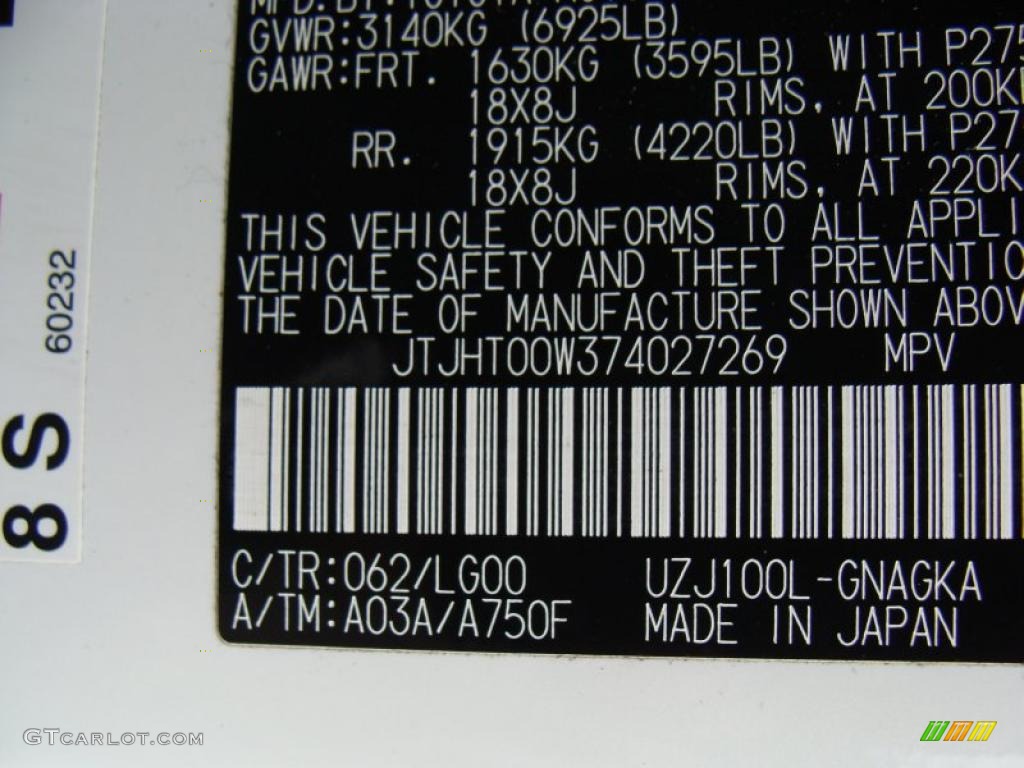 GVWR:3140KG (6925LB)
GAWR:FRT. 1630KG (3595LB) WITH P275
18X8J RIMS, AT 200K
RR. 1915KG (4220LB) WITH P27
18X8J RIMS, AT 220K
THIS VEHICLE CONFORMS TO ALL APPLI
VEHICLE SAFETY AND THEFT PREVENTIO
THE DATE OF MANUFACTURE SHOWN ABOV
JTJHT00W374027269 MPV
C/TR:062/LG00 UZJ100L-GNAGKA
A/TM:A03A/A750F MADE IN JAPAN
60232
8 S
GTCARLOT.COM